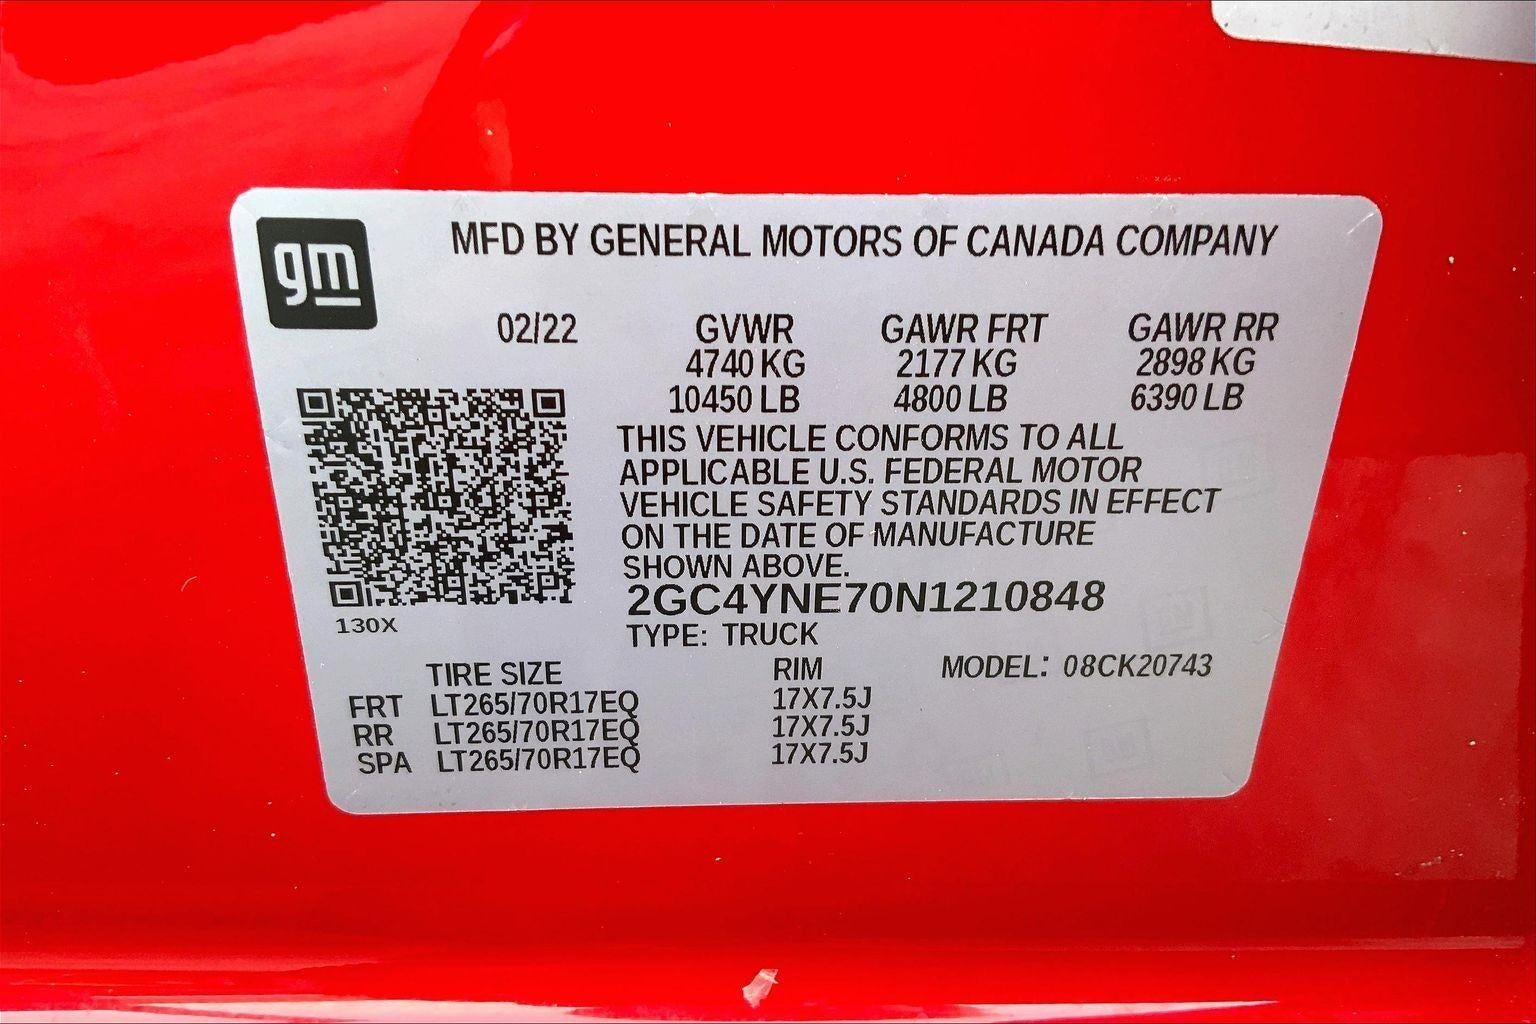 gm
MFD BY GENERAL MOTORS OF CANADA COMPANY
02/22 GVWR GAWR FRT GAWR RR
4740 KG 2177 KG 2898 KG
10450 LB 4800 LB 6390 LB
THIS VEHICLE CONFORMS TO ALL
APPLICABLE U.S. FEDERAL MOTOR
VEHICLE SAFETY STANDARDS IN EFFECT
ON THE DATE OF MANUFACTURE
SHOWN ABOVE.
2GC4YNE70N1210848
130X
TYPE: TRUCK
TIRE SIZE RIM MODEL: 08CK20743
FRT LT265/70R17EQ 17X7.5J
RR LT265/70R17EQ 17X7.5J
SPA LT265/70R17EQ 17X7.5J